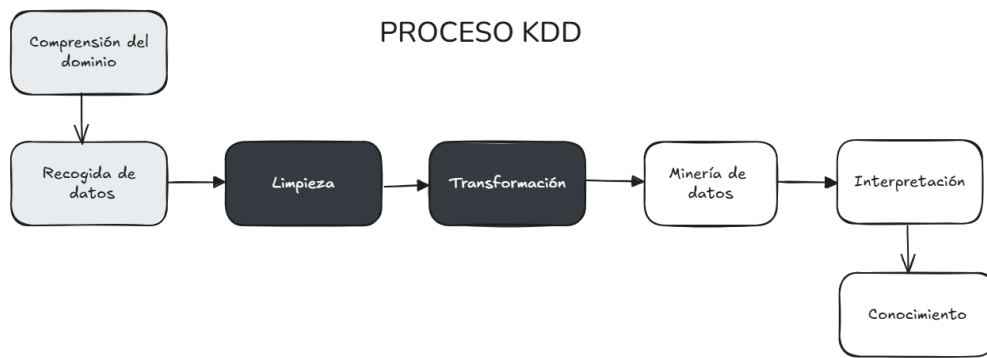 PROCESO KDD
Comprensión del
dominio
Recogida de
datos
Limpieza
Transformación
Minería de
datos
Interpretación
Conocimiento